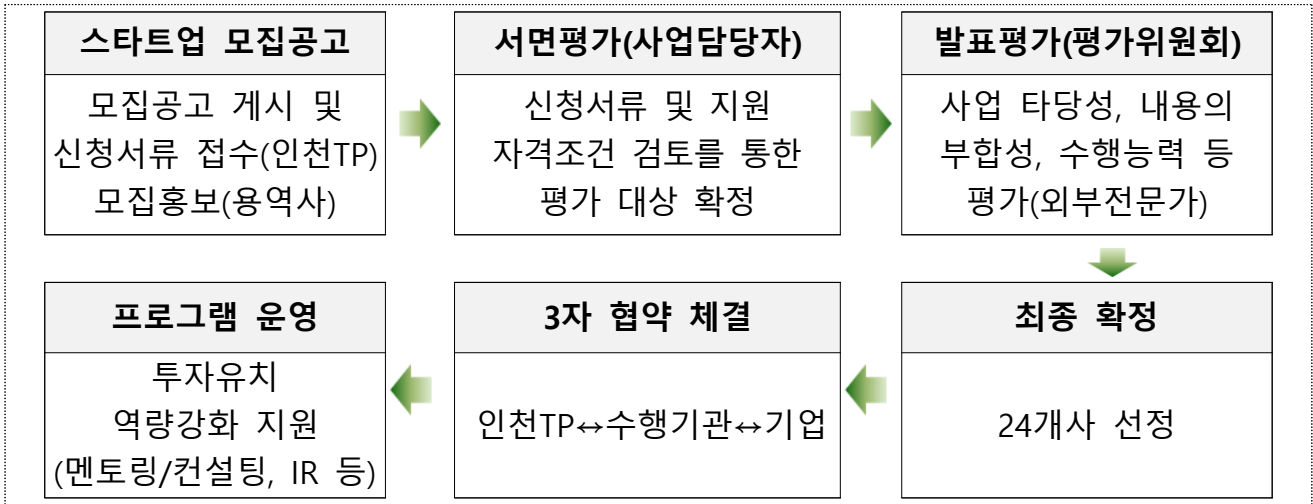 스타트업 모집공고
모집공고 게시 및
신청서류 접수(인천TP)
모집홍보(용역사)
서면평가(사업담당자)
신청서류 및 지원
자격조건 검토를 통한
평가 대상 확정
발표평가(평가위원회)
사업 타당성, 내용의
부합성, 수행능력 등
평가(외부전문가)
최종 확정
24개사 선정
3자 협약 체결
인천TP↔수행기관↔기업
프로그램 운영
투자유치
역량강화 지원
(멘토링/컨설팅, IR 등)